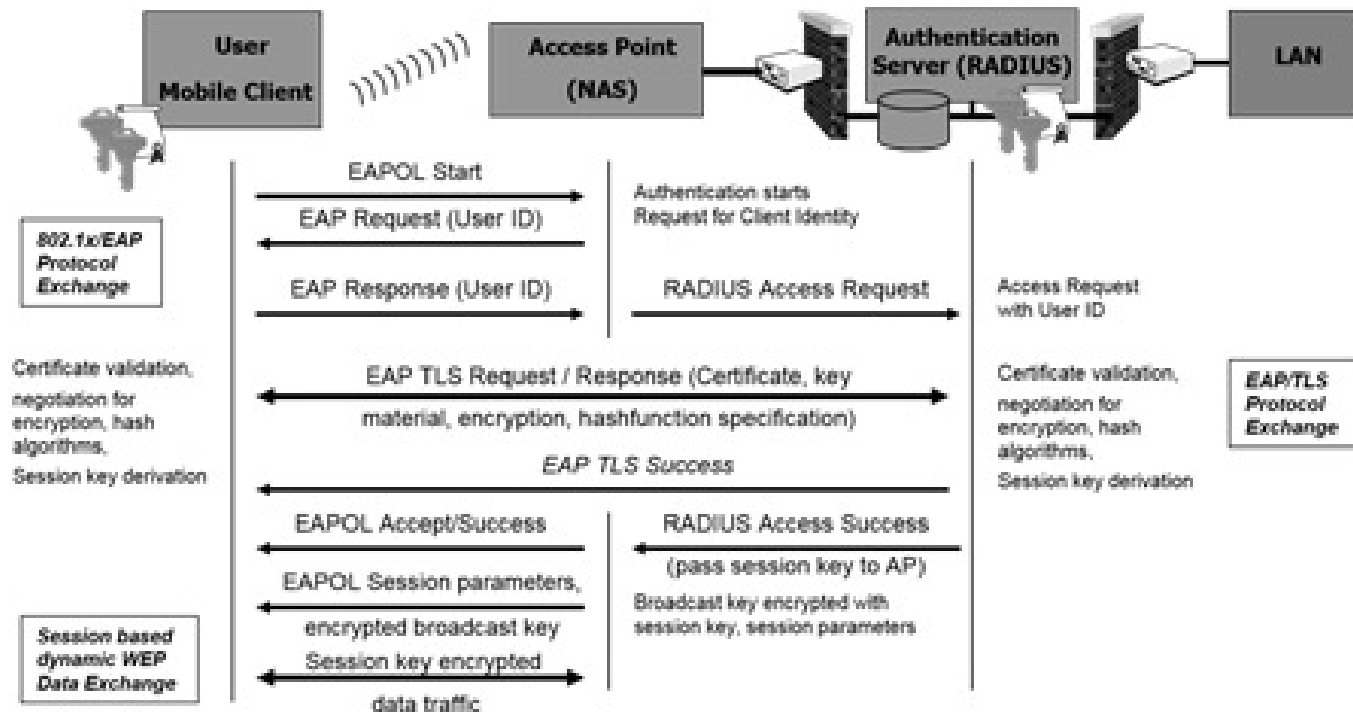 User
Mobile Client
Access Point
(NAS)
Authentication
Server (RADIUS)
LAN
EAPOL Start
Authentication starts
Request for Client Identity
EAP Request (User ID)
802.1x/EAP
Protocol
Exchange
EAP Response (User ID)
RADIUS Access Request
Access Request
with User ID
Certificate validation,
negotiation for
encryption, hash
algorithms,
Session key derivation
EAP TLS Request / Response (Certificate, key
material, encryption, hashfunction specification)
Certificate validation,
negotiation for
encryption, hash
algorithms,
Session key derivation
EAP/TLS
Protocol
Exchange
EAP TLS Success
EAPOL Accept/Success
RADIUS Access Success
(pass session key to AP)
EAPOL Session parameters,
encrypted broadcast key
Broadcast key encrypted with
session key, session parameters
Session based
dynamic WEP
Data Exchange
Session key encrypted
data traffic